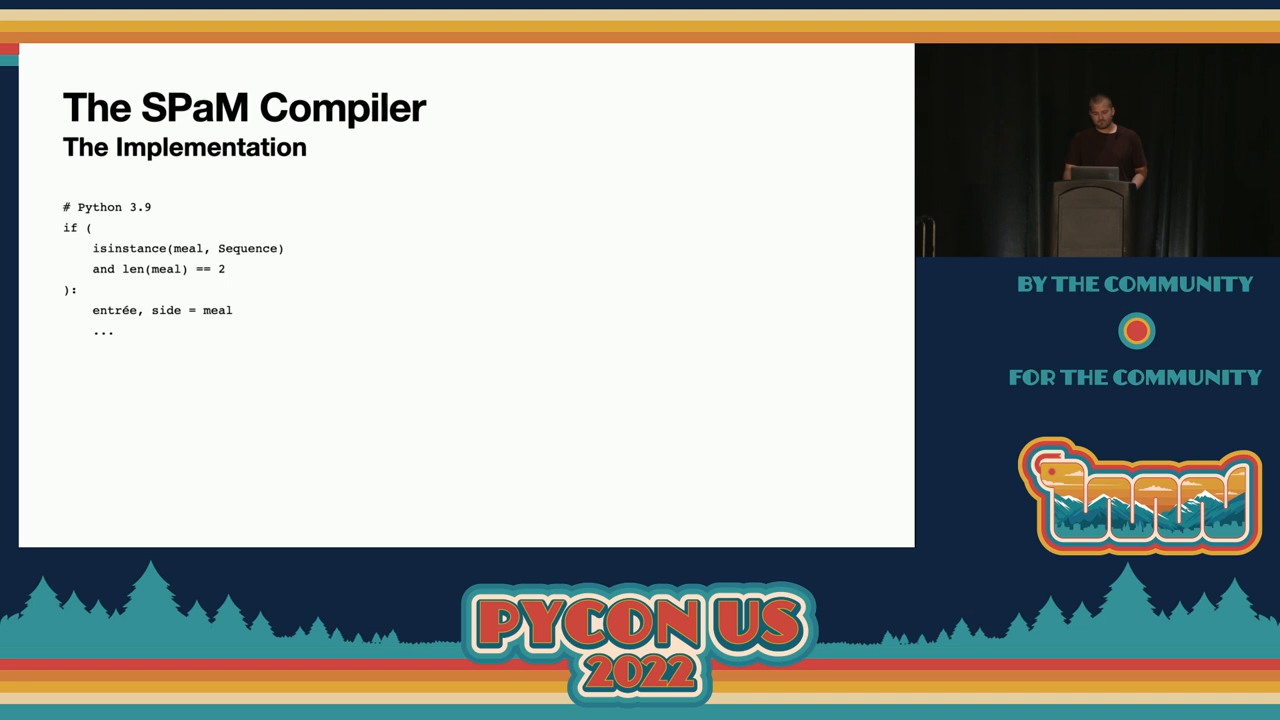 The SPaM Compiler
The Implementation
# Python 3.9
if (
    isinstance(meal, Sequence)
    and len(meal) == 2
):
    entrée, side = meal
    ...
BY THE COMMUNITY
FOR THE COMMUNITY
PYCON US
2022